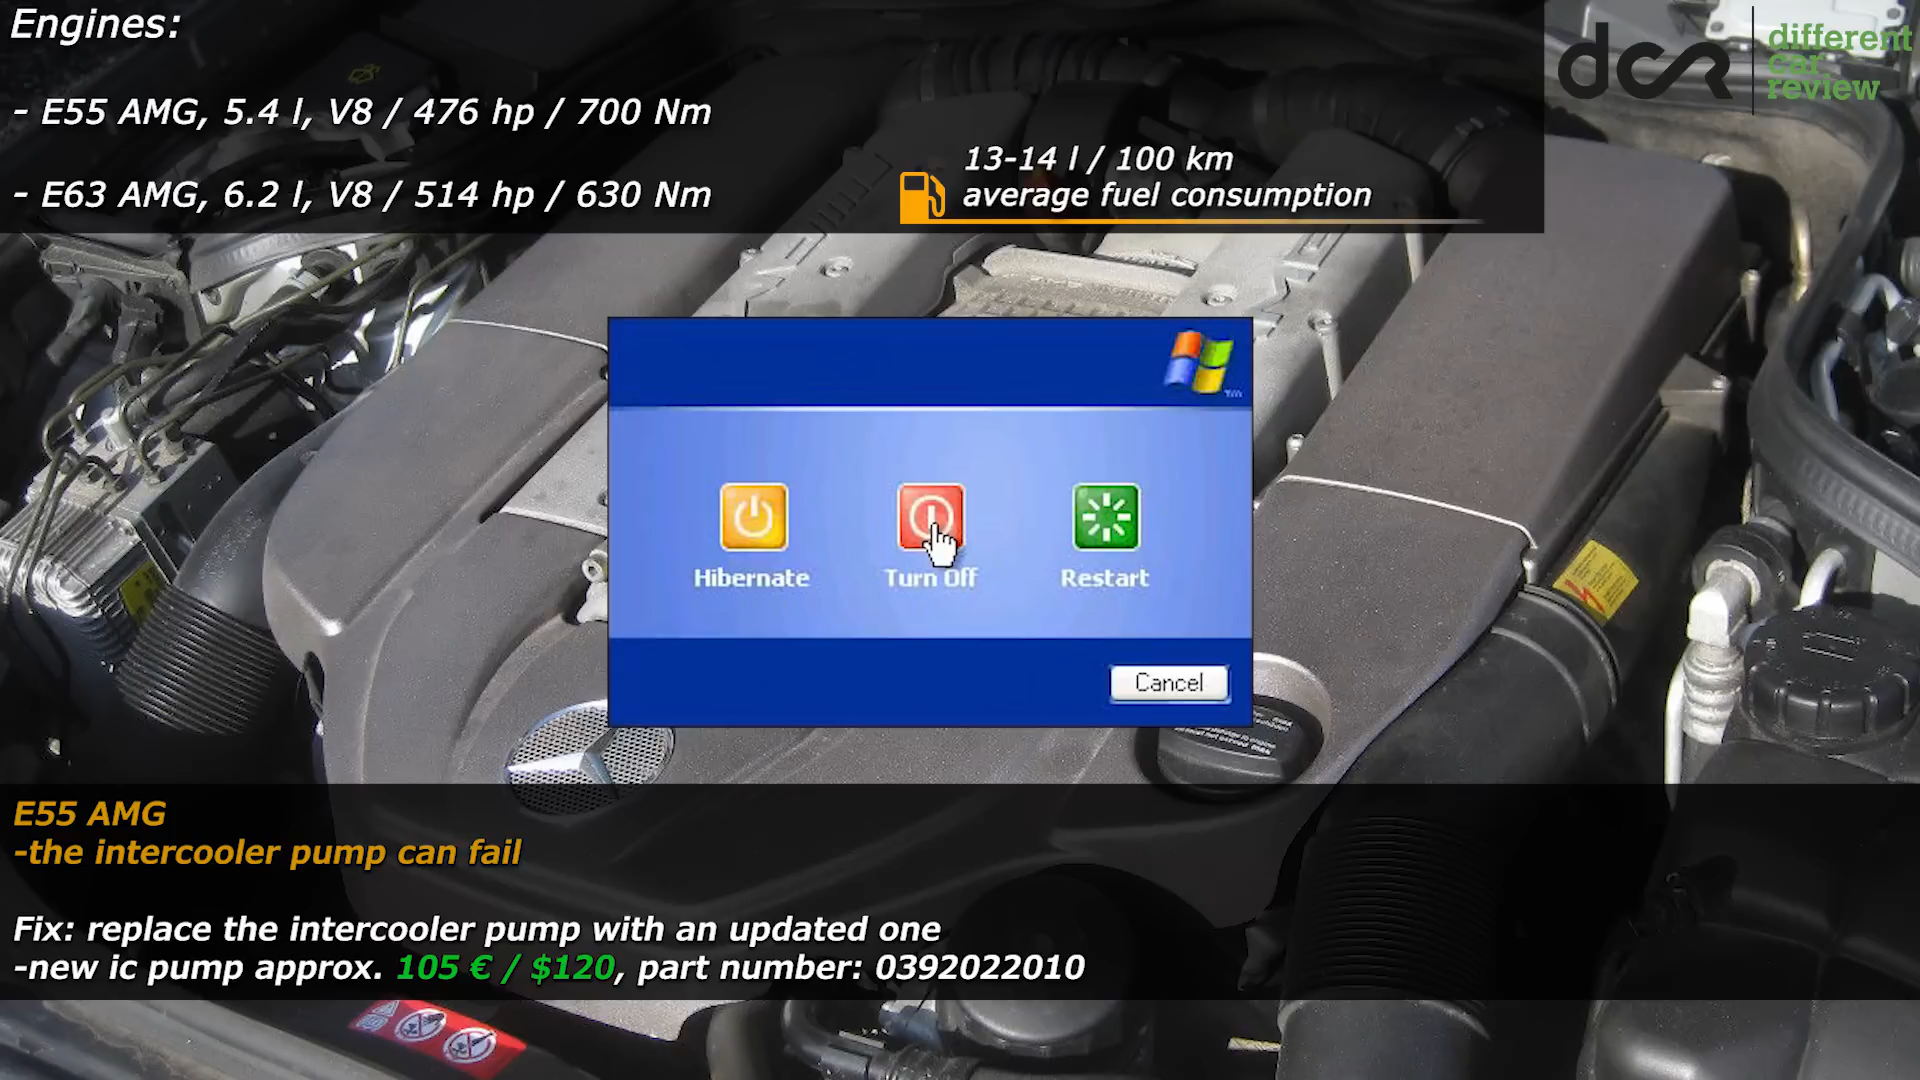 Engines:
- E55 AMG, 5.4 l, V8 / 476 hp / 700 Nm
- E63 AMG, 6.2 l, V8 / 514 hp / 630 Nm
13-14 l / 100 km
average fuel consumption
dcr
different
car
review
TM
Hibernate
Turn Off
Restart
Cancel
E55 AMG
-the intercooler pump can fail
Fix: replace the intercooler pump with an updated one
-new ic pump approx. 105 € / $120, part number: 0392022010